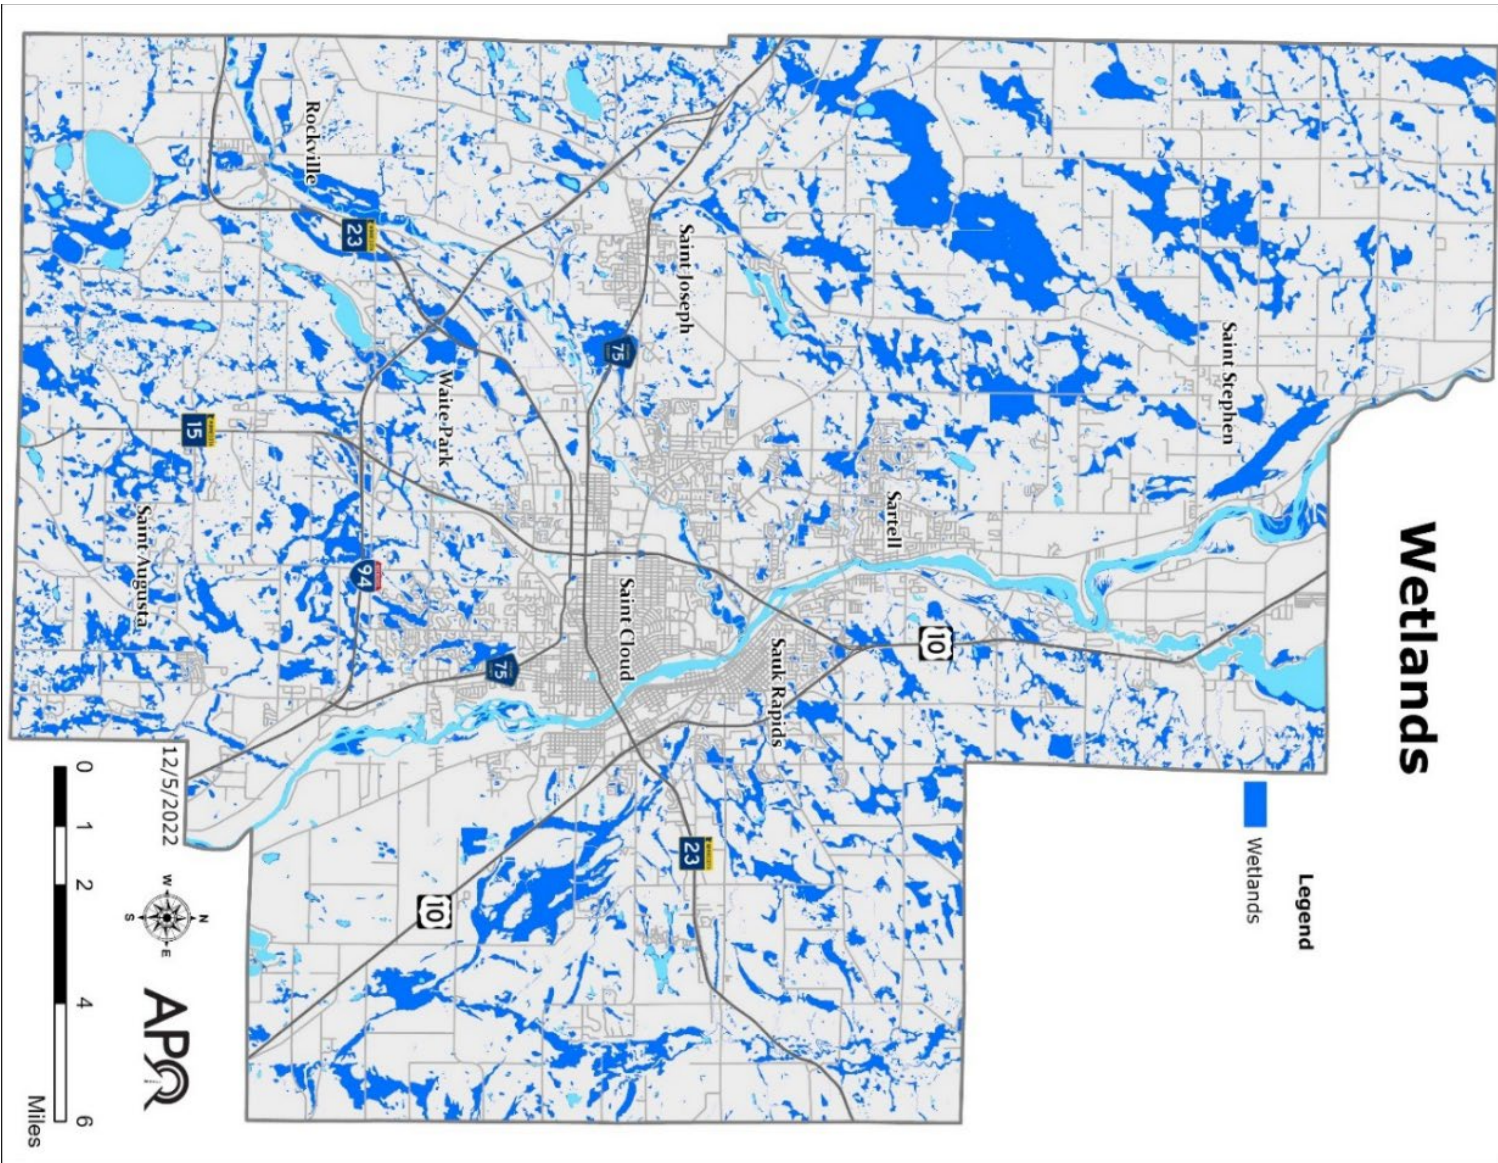 Wetlands
Legend
Wetlands
Saint Stephen
Sartell
10
Sauk Rapids
Saint Joseph
75
Saint Cloud
23
Waite Park
75
10
Rockville
23
94
15
Saint Augusta
12/5/2022
N
W
E
S
APO
0
1
2
4
6
Miles